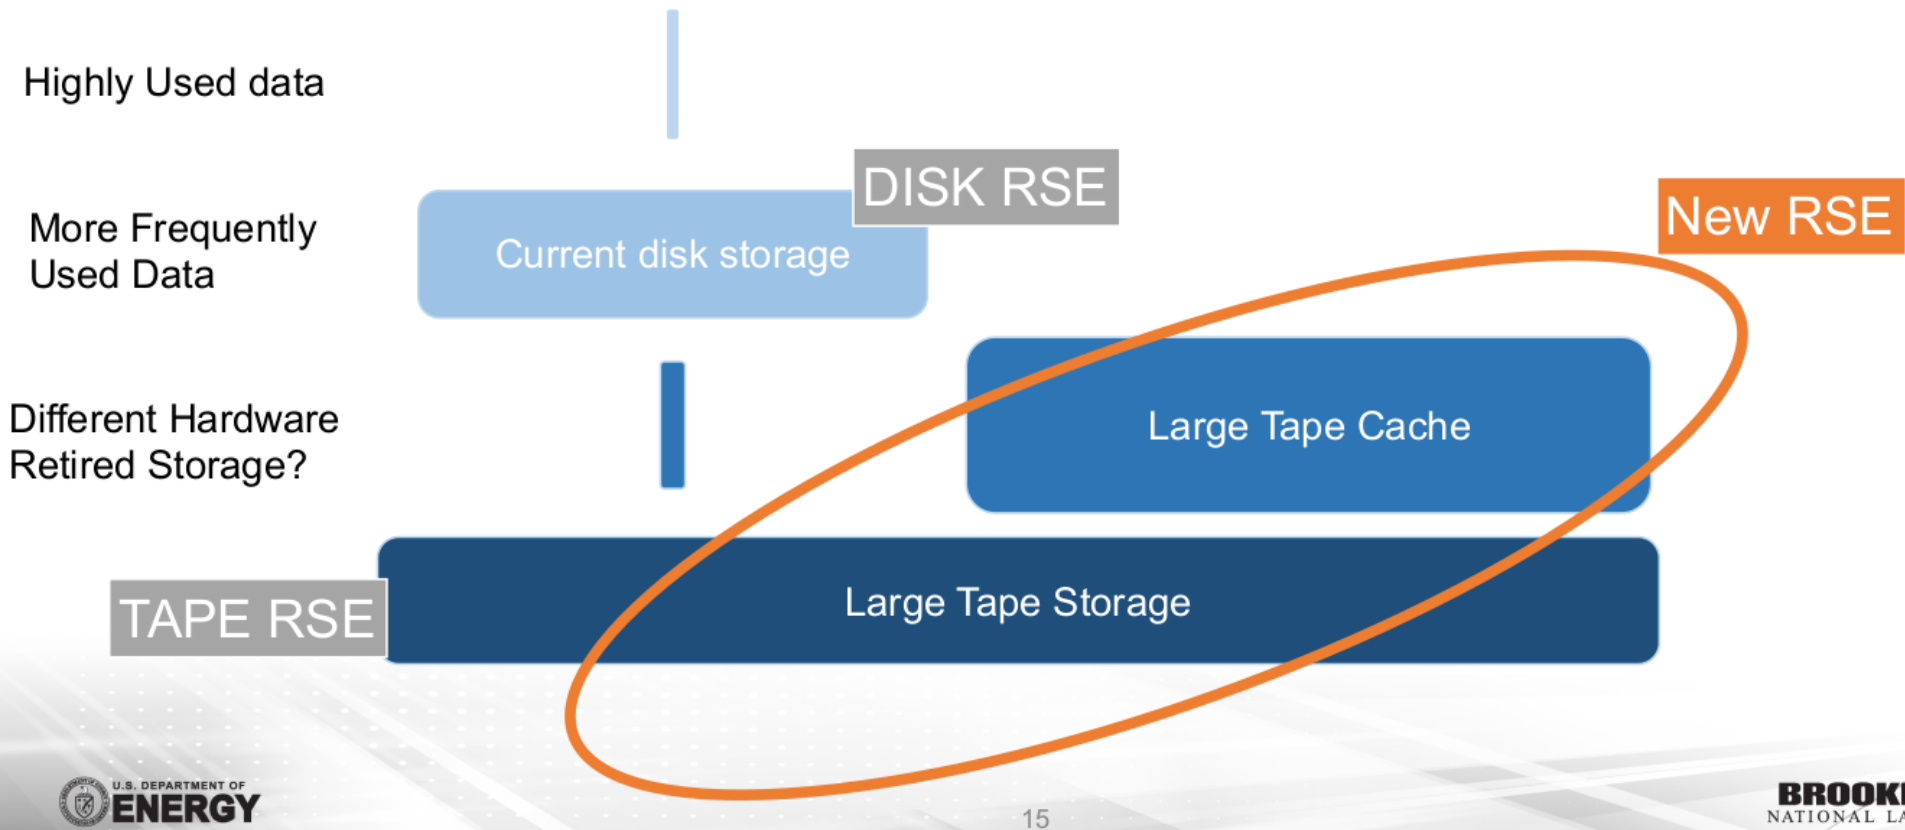 Highly Used data
DISK RSE
New RSE
More Frequently
Used Data
Current disk storage
Different Hardware
Retired Storage?
Large Tape Cache
TAPE RSE
Large Tape Storage
U.S. DEPARTMENT OF
ENERGY
15
NATIONAL